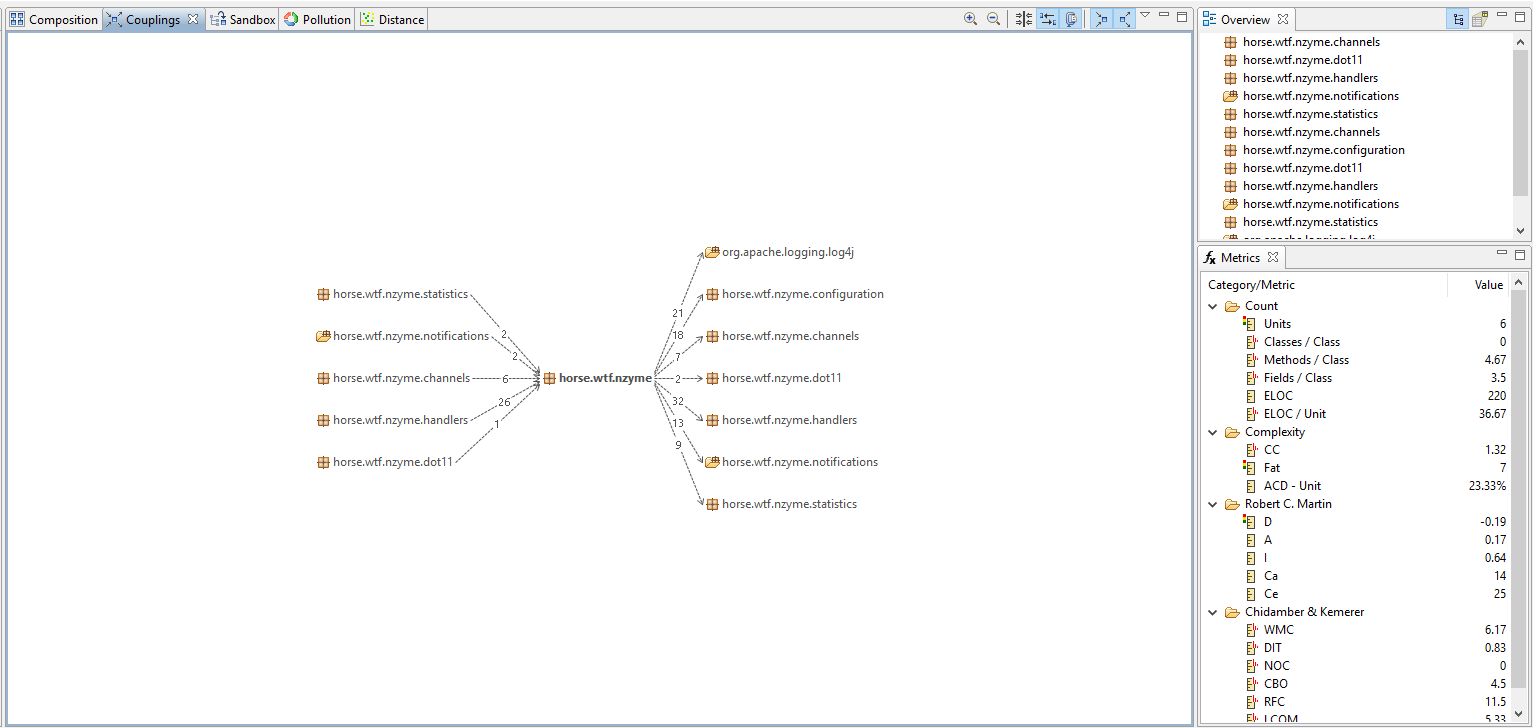 Composition Couplings Sandbox Pollution Distance
horse.wtf.nzyme.statistics
horse.wtf.nzyme.notifications
horse.wtf.nzyme.channels
horse.wtf.nzyme.handlers
horse.wtf.nzyme.dot11
2
2
6
26
1
horse.wtf.nzyme
21
18
7
2
32
13
9
org.apache.logging.log4j
horse.wtf.nzyme.configuration
horse.wtf.nzyme.channels
horse.wtf.nzyme.dot11
horse.wtf.nzyme.handlers
horse.wtf.nzyme.notifications
horse.wtf.nzyme.statistics
Overview
horse.wtf.nzyme.channels
horse.wtf.nzyme.dot11
horse.wtf.nzyme.handlers
horse.wtf.nzyme.notifications
horse.wtf.nzyme.statistics
horse.wtf.nzyme.channels
horse.wtf.nzyme.configuration
horse.wtf.nzyme.dot11
horse.wtf.nzyme.handlers
horse.wtf.nzyme.notifications
horse.wtf.nzyme.statistics
org.apache.logging.log4j
fx Metrics
Category/Metric Value
Count
Units 6
Classes / Class 0
Methods / Class 4.67
Fields / Class 3.5
ELOC 220
ELOC / Unit 36.67
Complexity
CC 1.32
Fat 7
ACD - Unit 23.33%
Robert C. Martin
D -0.19
A 0.17
I 0.64
Ca 14
Ce 25
Chidamber & Kemerer
WMC 6.17
DIT 0.83
NOC 0
CBO 4.5
RFC 11.5
LCOM 5.33